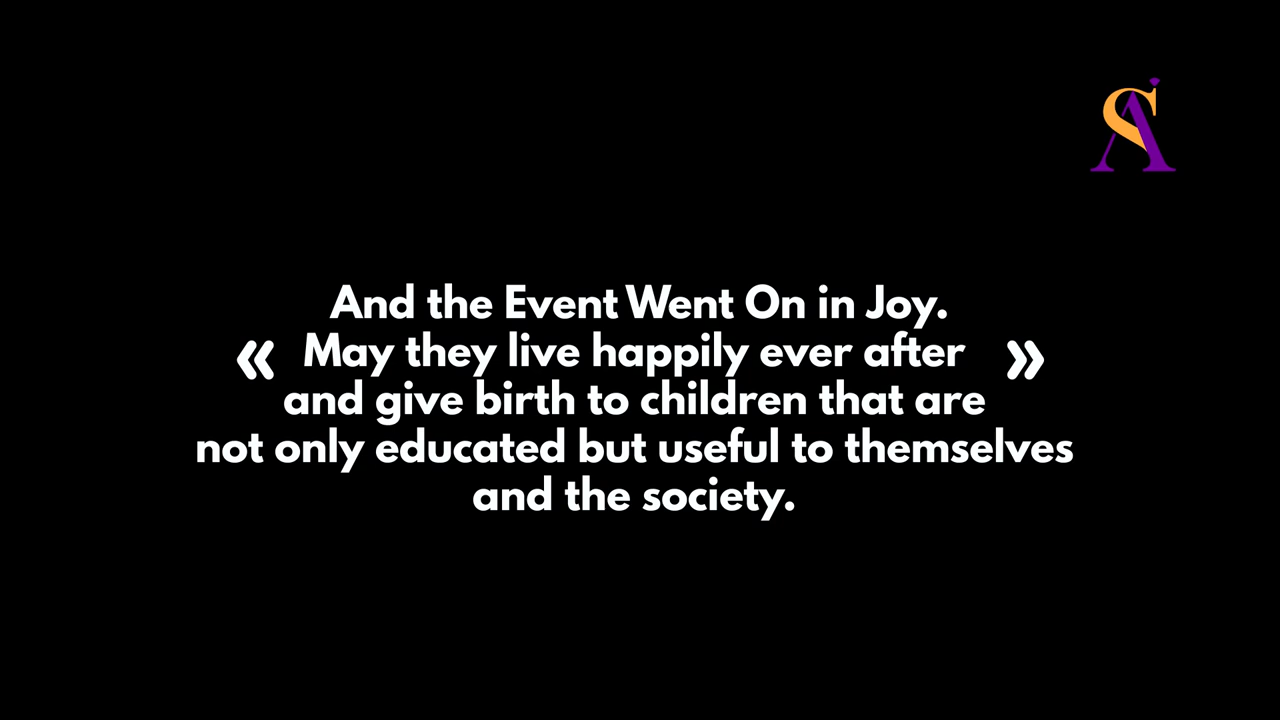 SA
And the Event Went On in Joy.
« May they live happily ever after »
and give birth to children that are
not only educated but useful to themselves
and the society.